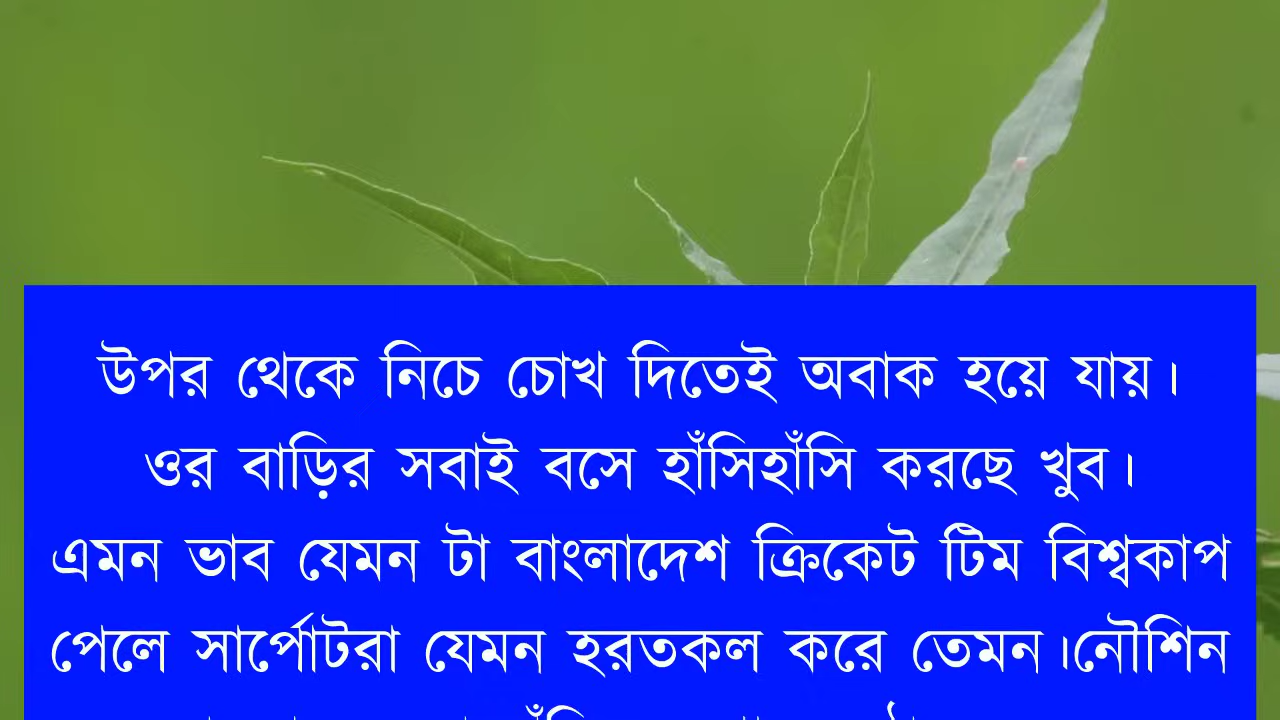 উপর থেকে নিচে চোখ দিতেই অবাক হয়ে যায়।
ওর বাড়ির সবাই বসে হাঁসিহাঁসি করছে খুব।
এমন ভাব যেমন টা বাংলাদেশ ক্রিকেট টিম বিশ্বকাপ
পেলে সার্পোটরা যেমন হরতকল করে তেমন।নৌশিন